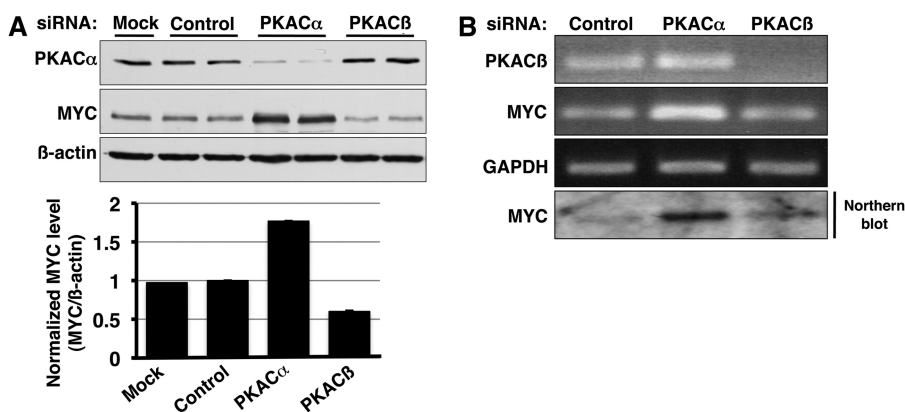 A
siRNA: Mock Control PKACα PKACß
PKACα
MYC
ß-actin
Normalized MYC level
(MYC/ß-actin)
2
1.5
1
0.5
0
Mock
Control
PKACα
PKACß
B
siRNA: Control PKACα PKACß
PKACß
MYC
GAPDH
MYC
Northern
blot